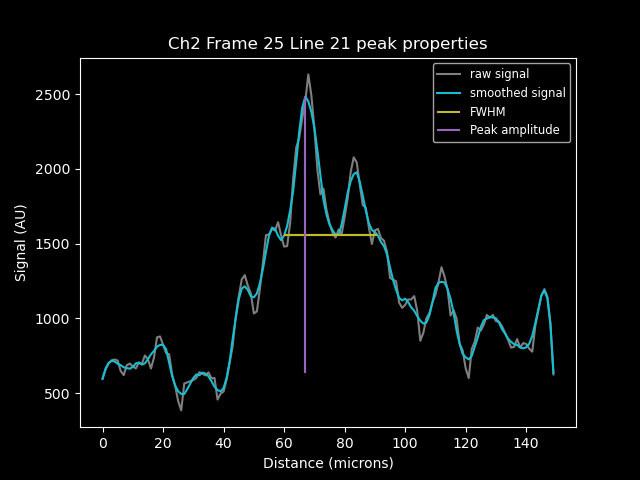 Ch2 Frame 25 Line 21 peak properties
raw signal
smoothed signal
FWHM
Peak amplitude
Signal (AU)
2500
2000
1500
1000
500
0 20 40 60 80 100 120 140
Distance (microns)